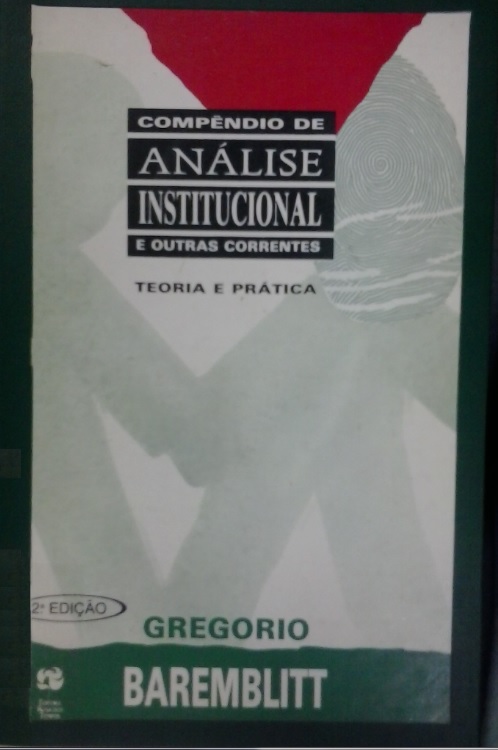 COMPÊNDIO DE
ANÁLISE
INSTITUCIONAL
E OUTRAS CORRENTES
TEORIA E PRÁTICA
2ª EDIÇÃO
GREGORIO
BAREMBLITT